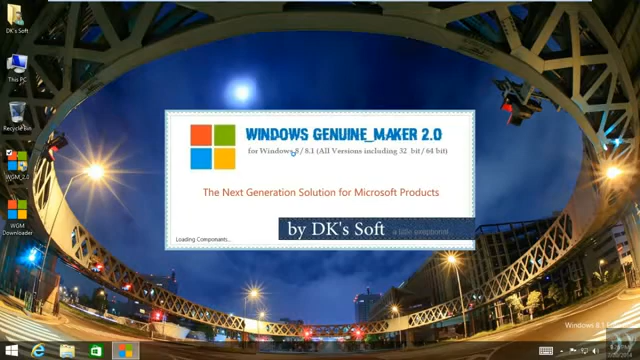 DK's Soft
This PC
Recycle Bin
WGM_2.0
WGM
Downloader
WINDOWS GENUINE_MAKER 2.0
for Windows 8/ 8.1 (All Versions including 32 bit/ 64 bit)
The Next Generation Solution for Microsoft Products
by DK's Soft a little exceptional...
Loading Components...
Windows 8.1